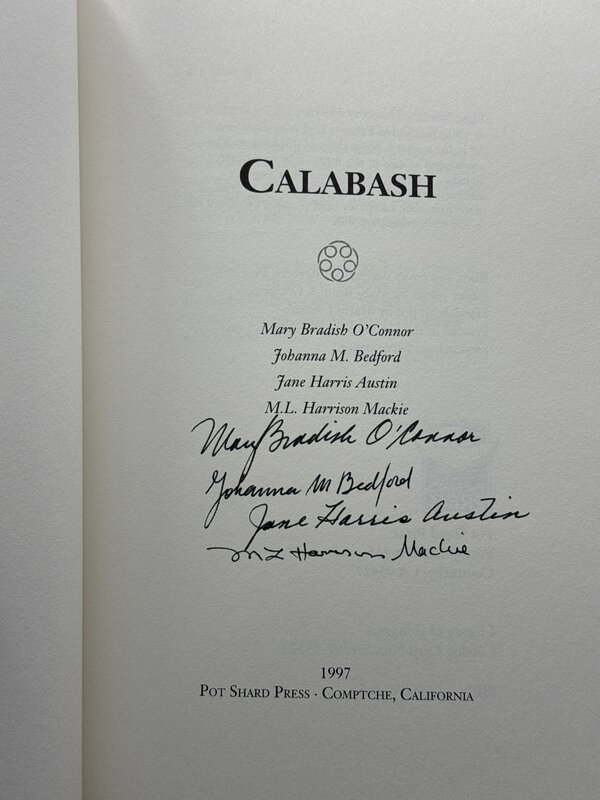 CALABASH
Mary Bradish O'Connor
Johanna M. Bedford
Jane Harris Austin
M.L. Harrison Mackie
Mary Bradish O'Connor
Johanna M Bedford
Jane Harris Austin
ML Harrison Mackie
1997
POT SHARD PRESS · COMPTCHE, CALIFORNIA